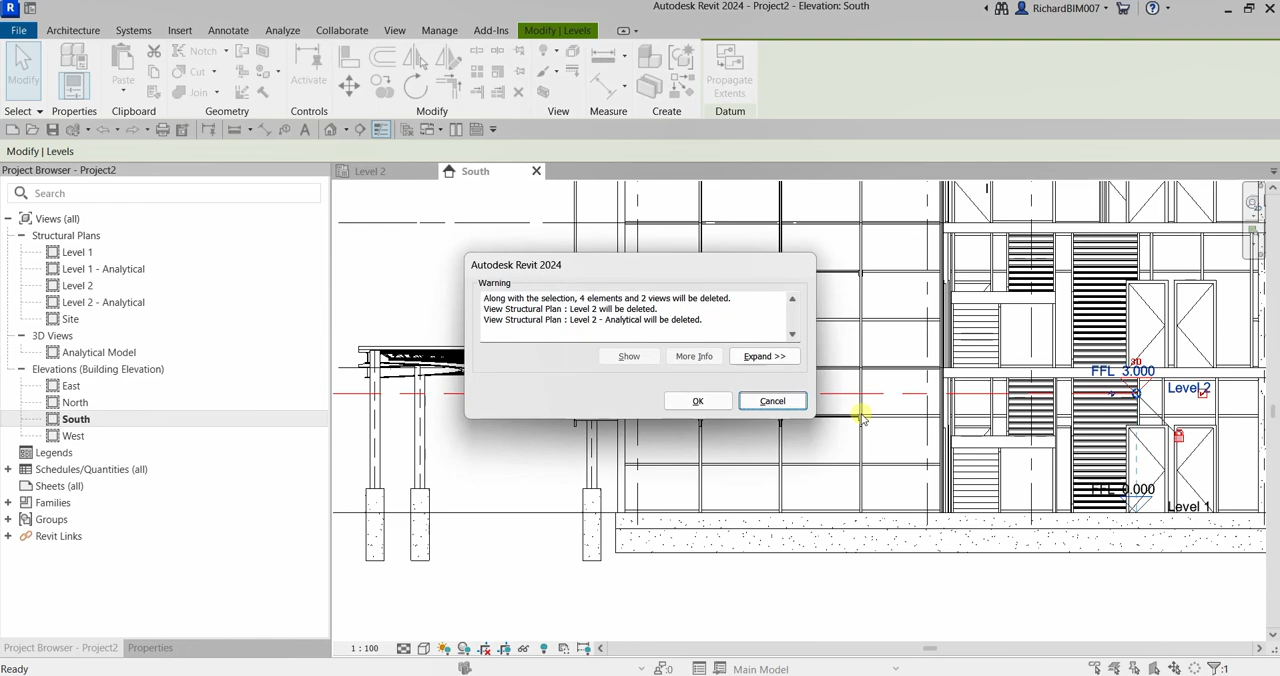 R
Autodesk Revit 2024 - Project2 - Elevation: South
RichardBIM007
File
Architecture
Systems
Insert
Annotate
Analyze
Collaborate
View
Manage
Add-Ins
Modify | Levels
Modify
Paste
Notch
Cut
Join
Activate
Propagate
Extents
Select
Properties
Clipboard
Geometry
Controls
Modify
View
Measure
Create
Datum
A
Modify | Levels
Project Browser - Project2
Level 2
South
Search
Views (all)
Structural Plans
Level 1
Level 1 - Analytical
Level 2
Level 2 - Analytical
Site
3D Views
Analytical Model
Elevations (Building Elevation)
East
North
South
West
Legends
Schedules/Quantities (all)
Sheets (all)
Families
Groups
Revit Links
Autodesk Revit 2024
Warning
Along with the selection, 4 elements and 2 views will be deleted.
View Structural Plan : Level 2 will be deleted.
View Structural Plan : Level 2 - Analytical will be deleted.
Show
More Info
Expand >>
OK
Cancel
3D
FFL 3.000
Level 2
FFL 0.000
Level 1
Project Browser - Project2
Properties
1 : 100
Ready
:0
Main Model
:1